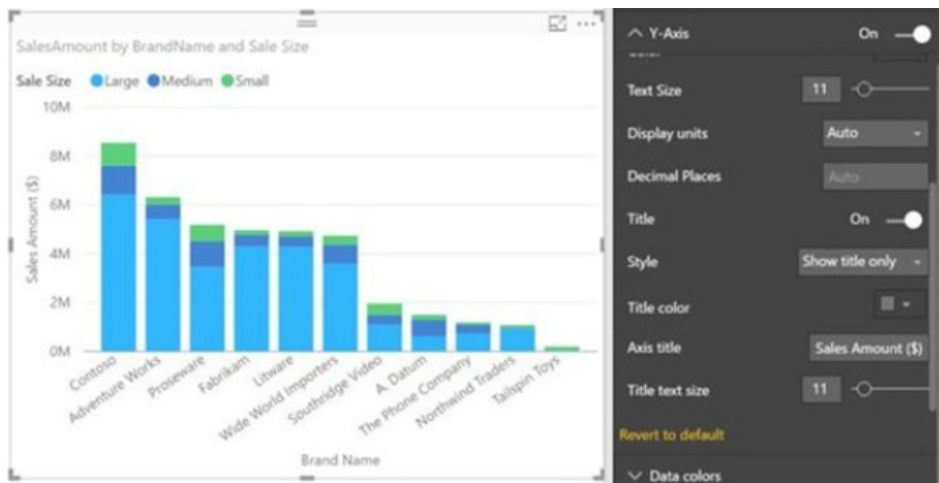 SalesAmount by BrandName and Sale Size
Sale Size Large Medium Small
10M
8M
6M
4M
2M
0M
Sales Amount ($)
Contoso
Adventure Works
Proseware
Fabrikam
Litware
Wide World Importers
Southridge Video
A. Datum
The Phone Company
Northwind Traders
Tailspin Toys
Brand Name
Y-Axis On
Text Size 11
Display units Auto
Decimal Places Auto
Title On
Style Show title only
Title color
Axis title Sales Amount ($)
Title text size 11
Revert to default
Data colors